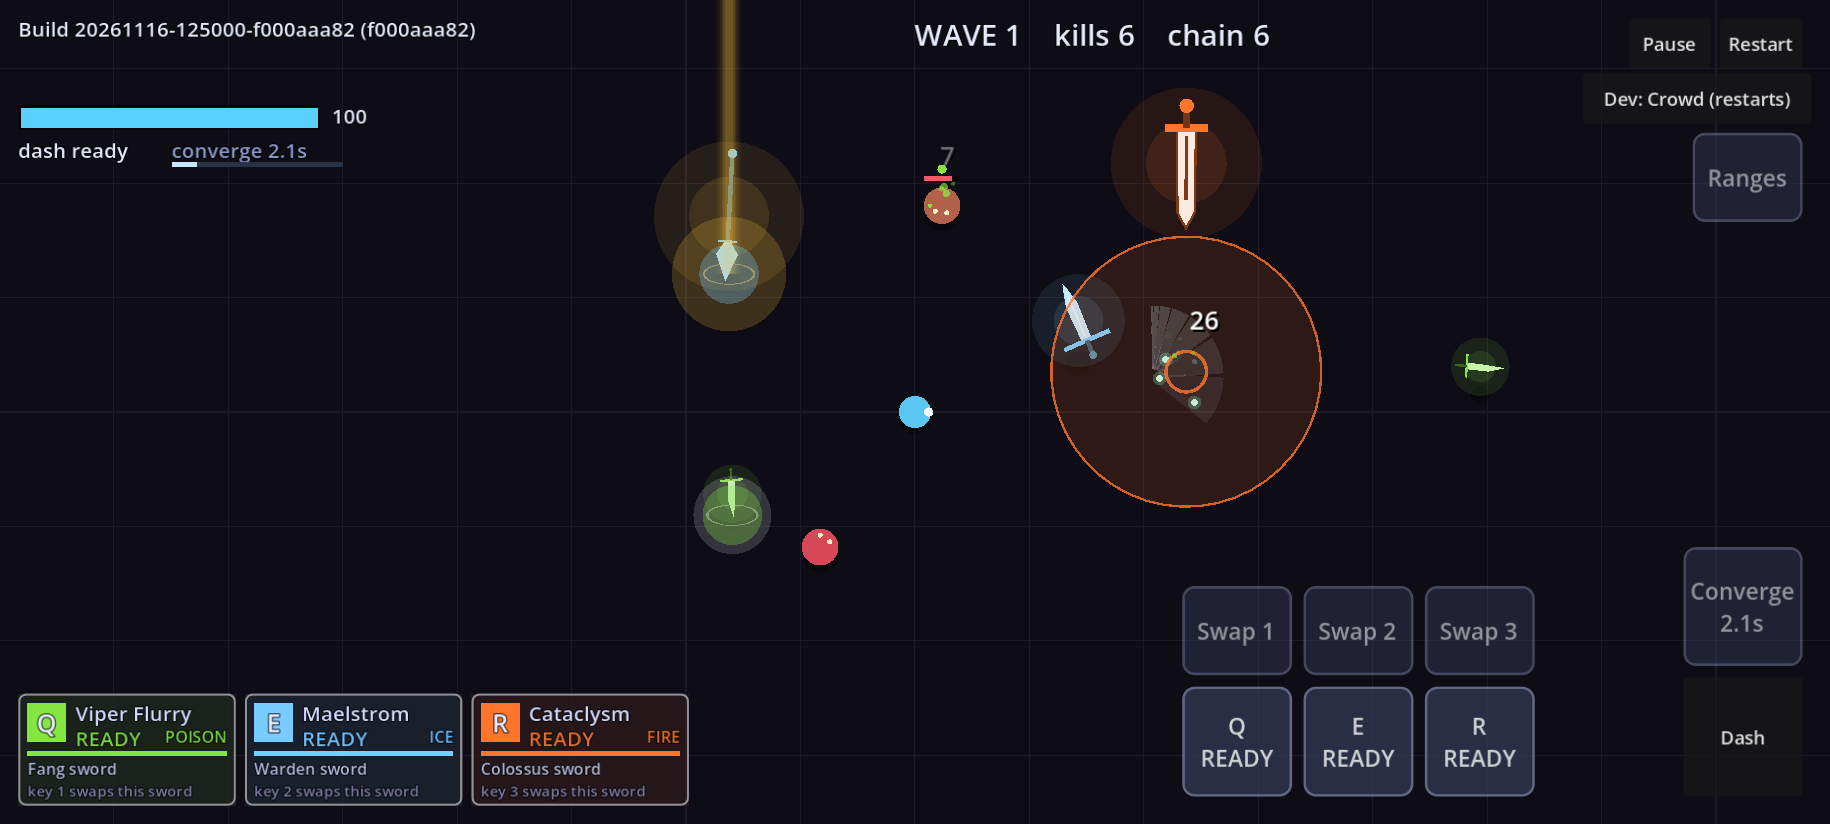 Build 20261116-125000-f000aaa82 (f000aaa82)
WAVE 1 kills 6 chain 6
Pause
Restart
Dev: Crowd (restarts)
100
dash ready
converge 2.1s
Ranges
7
26
Swap 1
Swap 2
Swap 3
Converge
2.1s
Q
READY
E
READY
R
READY
Dash
Q
Viper Flurry
READY POISON
Fang sword
key 1 swaps this sword
E
Maelstrom
READY ICE
Warden sword
key 2 swaps this sword
R
Cataclysm
READY FIRE
Colossus sword
key 3 swaps this sword